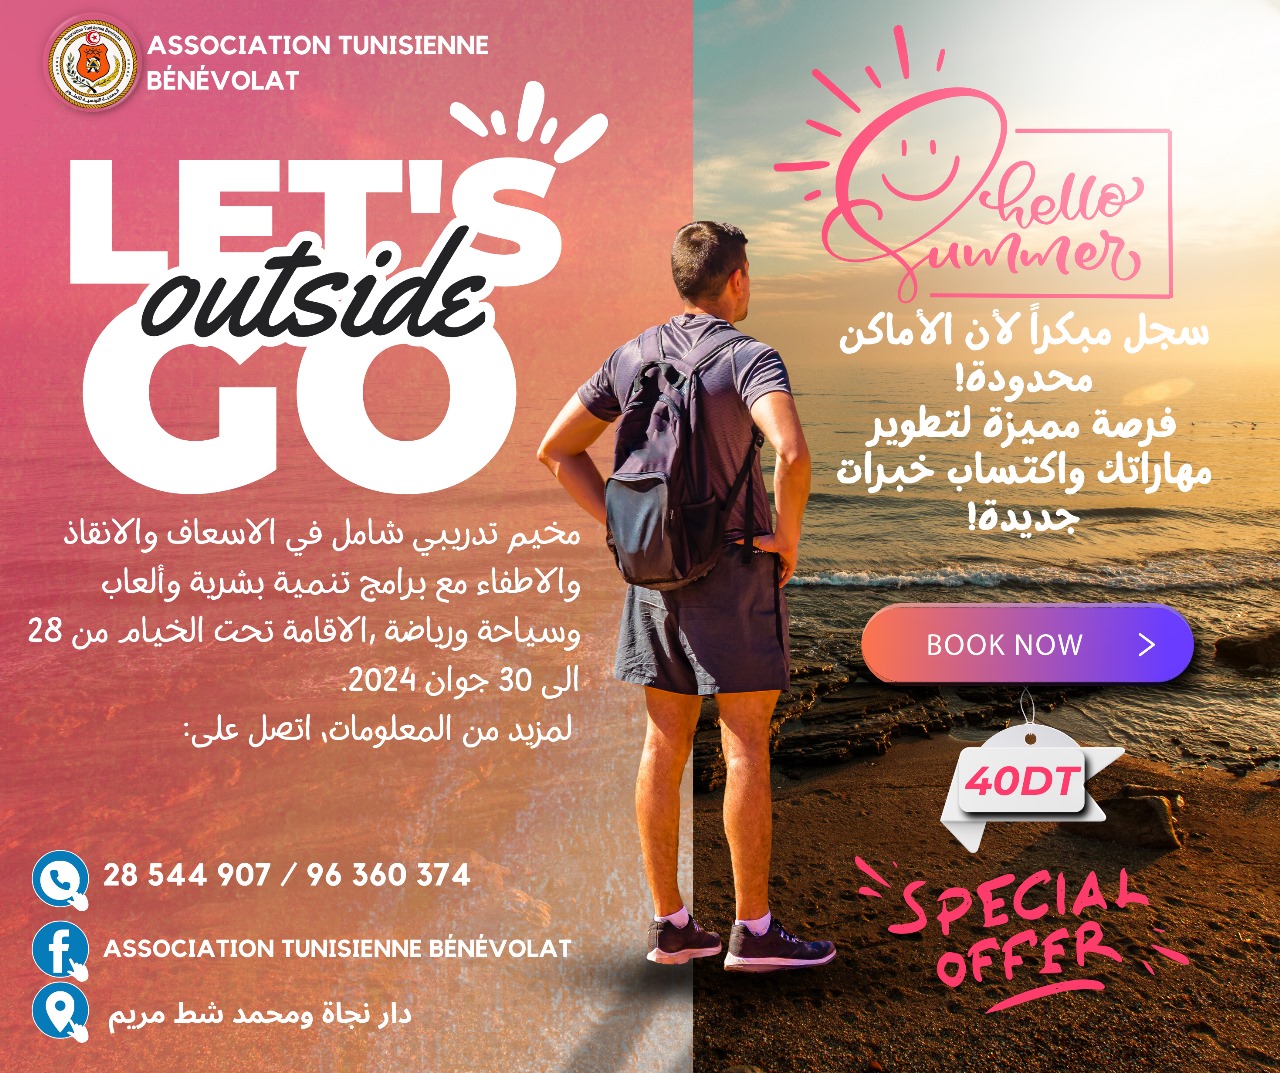 ASSOCIATION TUNISIENNE
BÉNÉVOLAT
LET'S
outside
GO
مخيم تدريبي شامل في الاسعاف والانقاذ
والاطفاء مع برامج تنمية بشرية وألعاب
وسياحة ورياضة ,الاقامة تحت الخيام من 28
الى 30 جوان 2024.
لمزيد من المعلومات، اتصل على:
28 544 907 / 96 360 374
ASSOCIATION TUNISIENNE BÉNÉVOLAT
دار نجاة ومحمد شط مريم
hello
Summer
سجل مبكراً لأن الأماكن
محدودة!
فرصة مميزة لتطوير
مهاراتك واكتساب خبرات
جديدة!
BOOK NOW
40DT
SPECIAL
OFFER